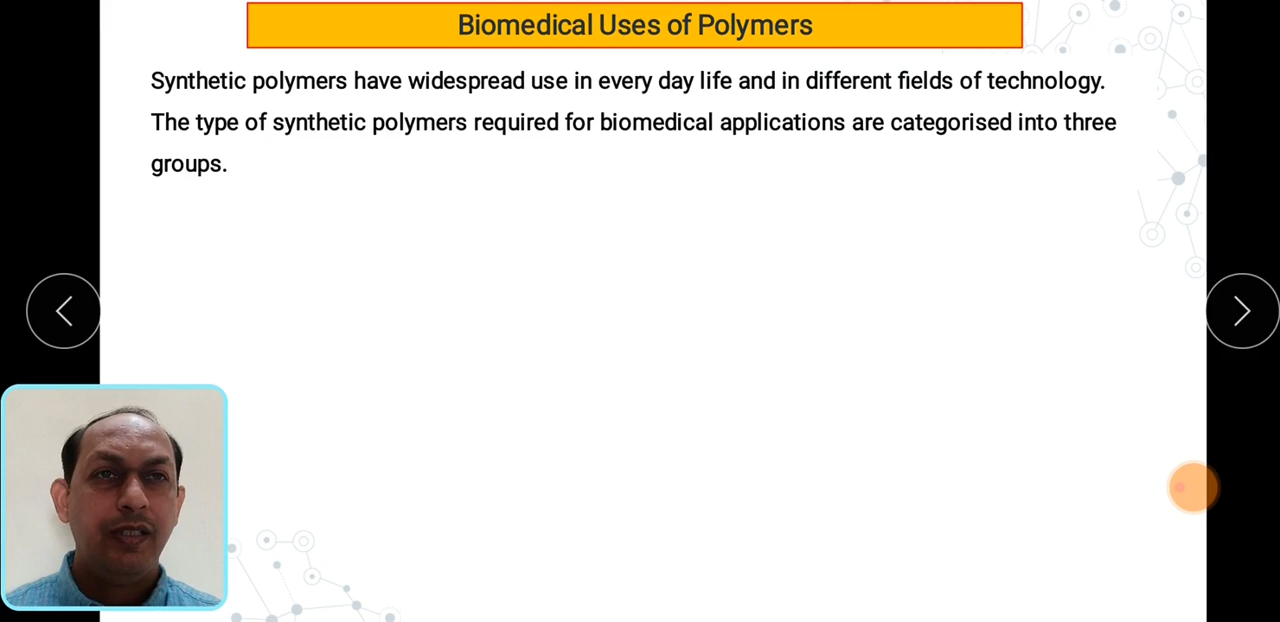 Biomedical Uses of Polymers
Synthetic polymers have widespread use in every day life and in different fields of technology.
The type of synthetic polymers required for biomedical applications are categorised into three
groups.